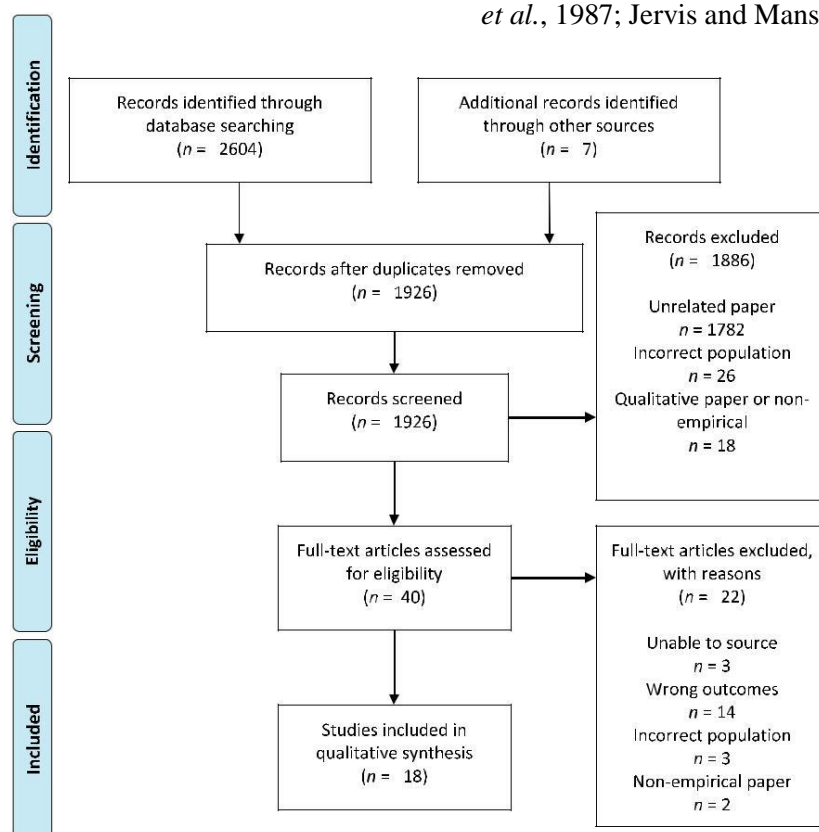 et al., 1987; Jervis and Mans
Identification
Records identified through
database searching
(n = 2604)
Additional records identified
through other sources
(n = 7)
Screening
Records after duplicates removed
(n = 1926)
Records screened
(n = 1926)
Records excluded
(n = 1886)
Unrelated paper
n = 1782
Incorrect population
n = 26
Qualitative paper or non-
empirical
n = 18
Eligibility
Full-text articles assessed
for eligibility
(n = 40)
Full-text articles excluded,
with reasons
(n = 22)
Unable to source
n = 3
Wrong outcomes
n = 14
Incorrect population
n = 3
Non-empirical paper
n = 2
Included
Studies included in
qualitative synthesis
(n = 18)